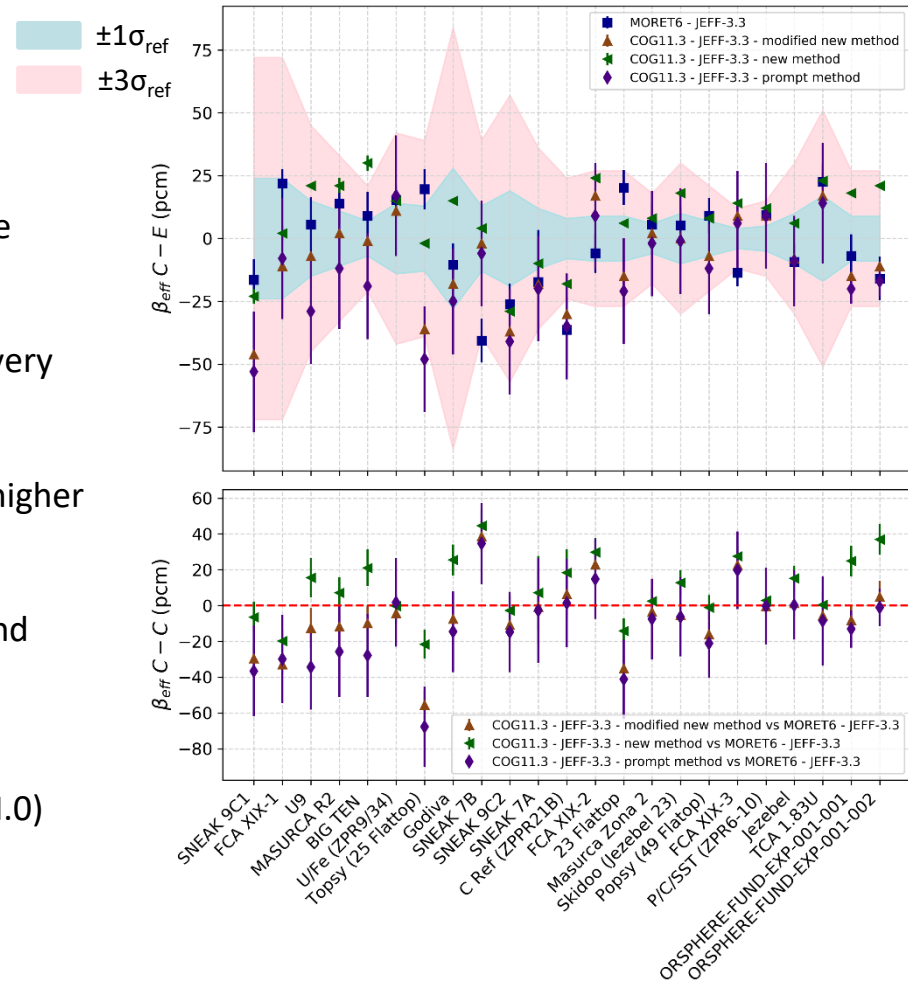 ±1σref
±3σref
e
very
higher
nd
1.0)
MORET6 - JEFF-3.3
COG11.3 - JEFF-3.3 - modified new method
COG11.3 - JEFF-3.3 - new method
COG11.3 - JEFF-3.3 - prompt method
βeff C − E (pcm)
75
50
25
0
−25
−50
−75
βeff C − C (pcm)
60
40
20
0
−20
−40
−60
−80
COG11.3 - JEFF-3.3 - modified new method vs MORET6 - JEFF-3.3
COG11.3 - JEFF-3.3 - new method vs MORET6 - JEFF-3.3
COG11.3 - JEFF-3.3 - prompt method vs MORET6 - JEFF-3.3
SNEAK 9C1
FCA XIX-1
U9
MASURCA R2
BIG TEN
U/Fe (ZPR9/34)
Topsy (25 Flattop)
Godiva
SNEAK 7B
SNEAK 9C2
SNEAK 7A
C Ref (ZPPR21B)
FCA XIX-2
23 Flattop
Masurca Zona 2
Skidoo (Jezebel 23)
Popsy (49 Flatop)
FCA XIX-3
P/C/SST (ZPR6-10)
Jezebel
TCA 1.83U
ORSPHERE-FUND-EXP-001-001
ORSPHERE-FUND-EXP-001-002